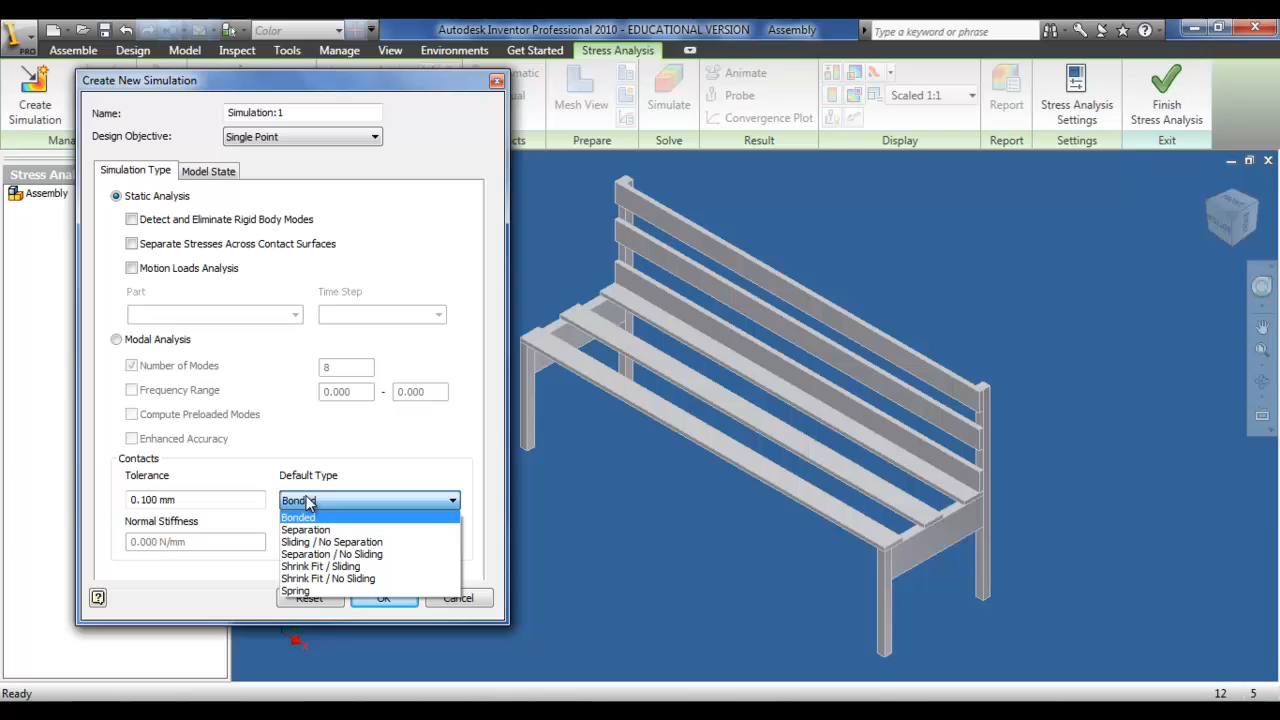 Color
Autodesk Inventor Professional 2010 - EDUCATIONAL VERSION Assembly
Type a keyword or phrase
PRO
Assemble Design Model Inspect Tools Manage View Environments Get Started Stress Analysis
Create
Simulation
Mesh View
Simulate
Animate
Probe
Convergence Plot
Scaled 1:1
Report
Stress Analysis
Settings
Finish
Stress Analysis
Prepare Solve Result Display Report Settings Exit
Create New Simulation
Name: Simulation:1
Design Objective: Single Point
Simulation Type Model State
Static Analysis
Detect and Eliminate Rigid Body Modes
Separate Stresses Across Contact Surfaces
Motion Loads Analysis
Part Time Step
Modal Analysis
Number of Modes 8
Frequency Range 0.000 - 0.000
Compute Preloaded Modes
Enhanced Accuracy
Contacts
Tolerance Default Type
0.100 mm
Normal Stiffness
0.000 N/mm
Bonded
Separation
Sliding / No Separation
Separation / No Sliding
Shrink Fit / Sliding
Shrink Fit / No Sliding
Spring
Reset OK Cancel
Assembly
Ready 12 5